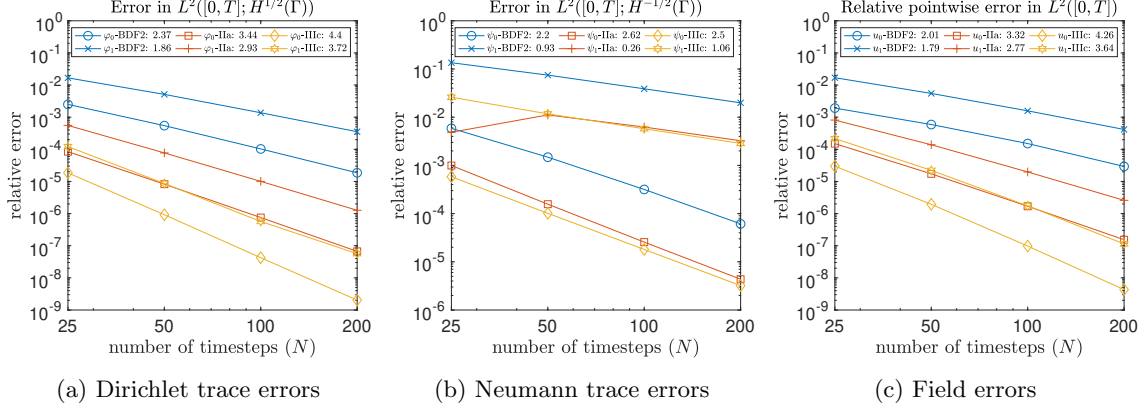 Error in $L^2([0,T];H^{1/2}(\Gamma))$
φ₀-BDF2: 2.37 φ₀-IIa: 3.44 φ₀-IIIc: 4.4
φ₁-BDF2: 1.86 φ₁-IIa: 2.93 φ₁-IIIc: 3.72
relative error
10⁰
10⁻¹
10⁻²
10⁻³
10⁻⁴
10⁻⁵
10⁻⁶
10⁻⁷
10⁻⁸
10⁻⁹
25 50 100 200
number of timesteps (N)
(a) Dirichlet trace errors
Error in $L^2([0,T];H^{-1/2}(\Gamma))$
ψ₀-BDF2: 2.2 ψ₀-IIa: 2.62 ψ₀-IIIc: 2.5
ψ₁-BDF2: 0.93 ψ₁-IIa: 0.26 ψ₁-IIIc: 1.06
relative error
10⁰
10⁻¹
10⁻²
10⁻³
10⁻⁴
10⁻⁵
10⁻⁶
25 50 100 200
number of timesteps (N)
(b) Neumann trace errors
Relative pointwise error in $L^2([0,T])$
u₀-BDF2: 2.01 u₀-IIa: 3.32 u₀-IIIc: 4.26
u₁-BDF2: 1.79 u₁-IIa: 2.77 u₁-IIIc: 3.64
relative error
10⁰
10⁻¹
10⁻²
10⁻³
10⁻⁴
10⁻⁵
10⁻⁶
10⁻⁷
10⁻⁸
10⁻⁹
25 50 100 200
number of timesteps (N)
(c) Field errors